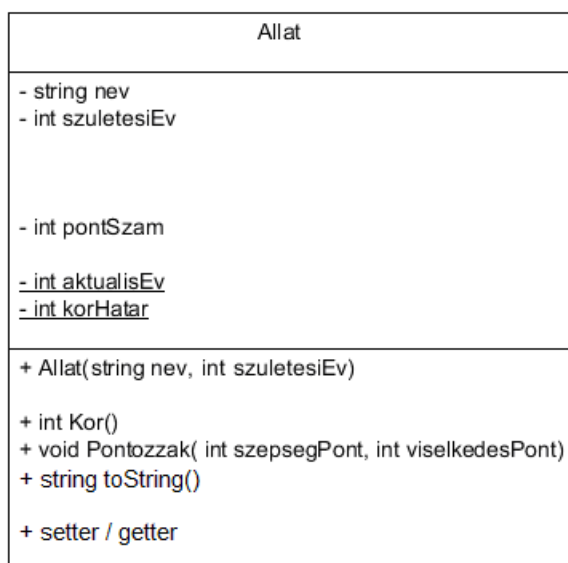 Allat
- string nev
- int szuletesiEv
- int pontSzam
- int aktualisEv
- int korHatar
+ Allat(string nev, int szuletesiEv)
+ int Kor()
+ void Pontozzak( int szepsegPont, int viselkedesPont)
+ string toString()
+ setter / getter